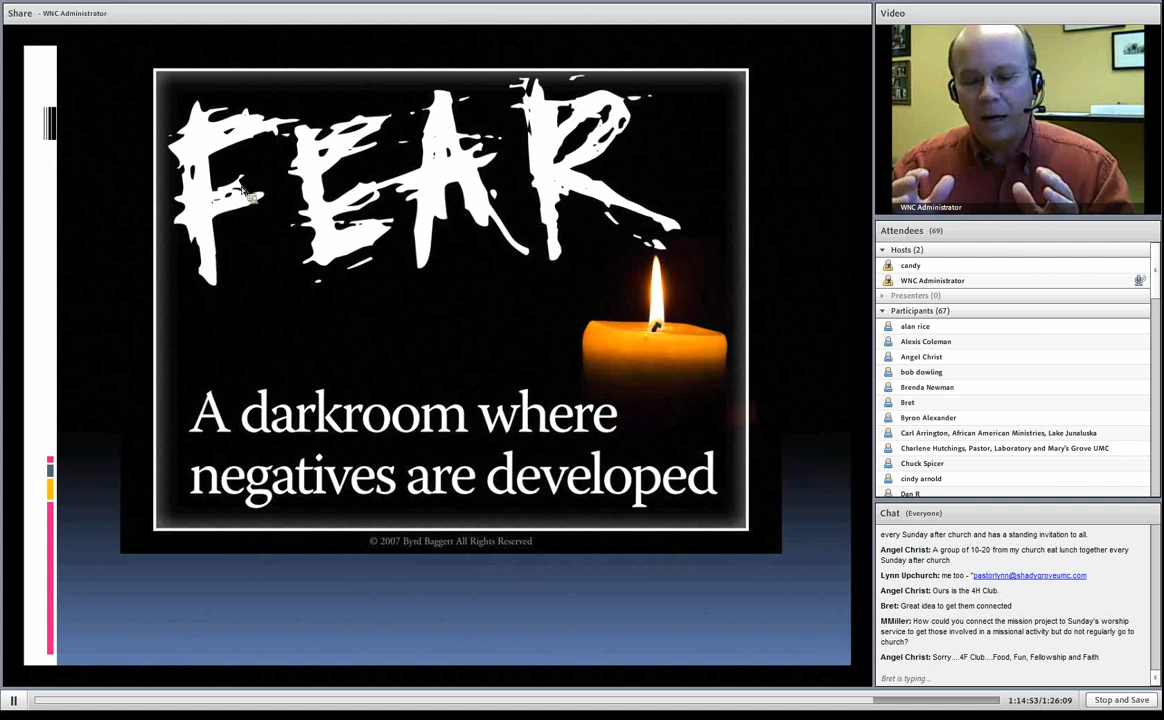 Share - WNC Administrator
FEAR
A darkroom where
negatives are developed
© 2007 Byrd Baggett All Rights Reserved
Video
WNC Administrator
Attendees (69)
Hosts (2)
candy
WNC Administrator
Presenters (0)
Participants (67)
alan rice
Alexis Coleman
Angel Christ
bob dowling
Brenda Newman
Bret
Byron Alexander
Carl Arrington, African American Ministries, Lake Junaluska
Charlene Hutchings, Pastor, Laboratory and Mary's Grove UMC
Chuck Spicer
cindy arnold
Dan R
Chat (Everyone)
every Sunday after church and has a standing invitation to all.
Angel Christ: A group of 10-20 from my church eat lunch together every
Sunday after church
Lynn Upchurch: me too - "pastorlynn@shadygroveumc.com
Angel Christ: Ours is the 4H Club.
Bret: Great idea to get them connected
MMiller: How could you connect the mission project to Sunday's worship
service to get those involved in a missional activity but do not regularly go to
church?
Angel Christ: Sorry....4F Club....Food, Fun, Fellowship and Faith
Bret is typing...
1:14:53/1:26:09
Stop and Save